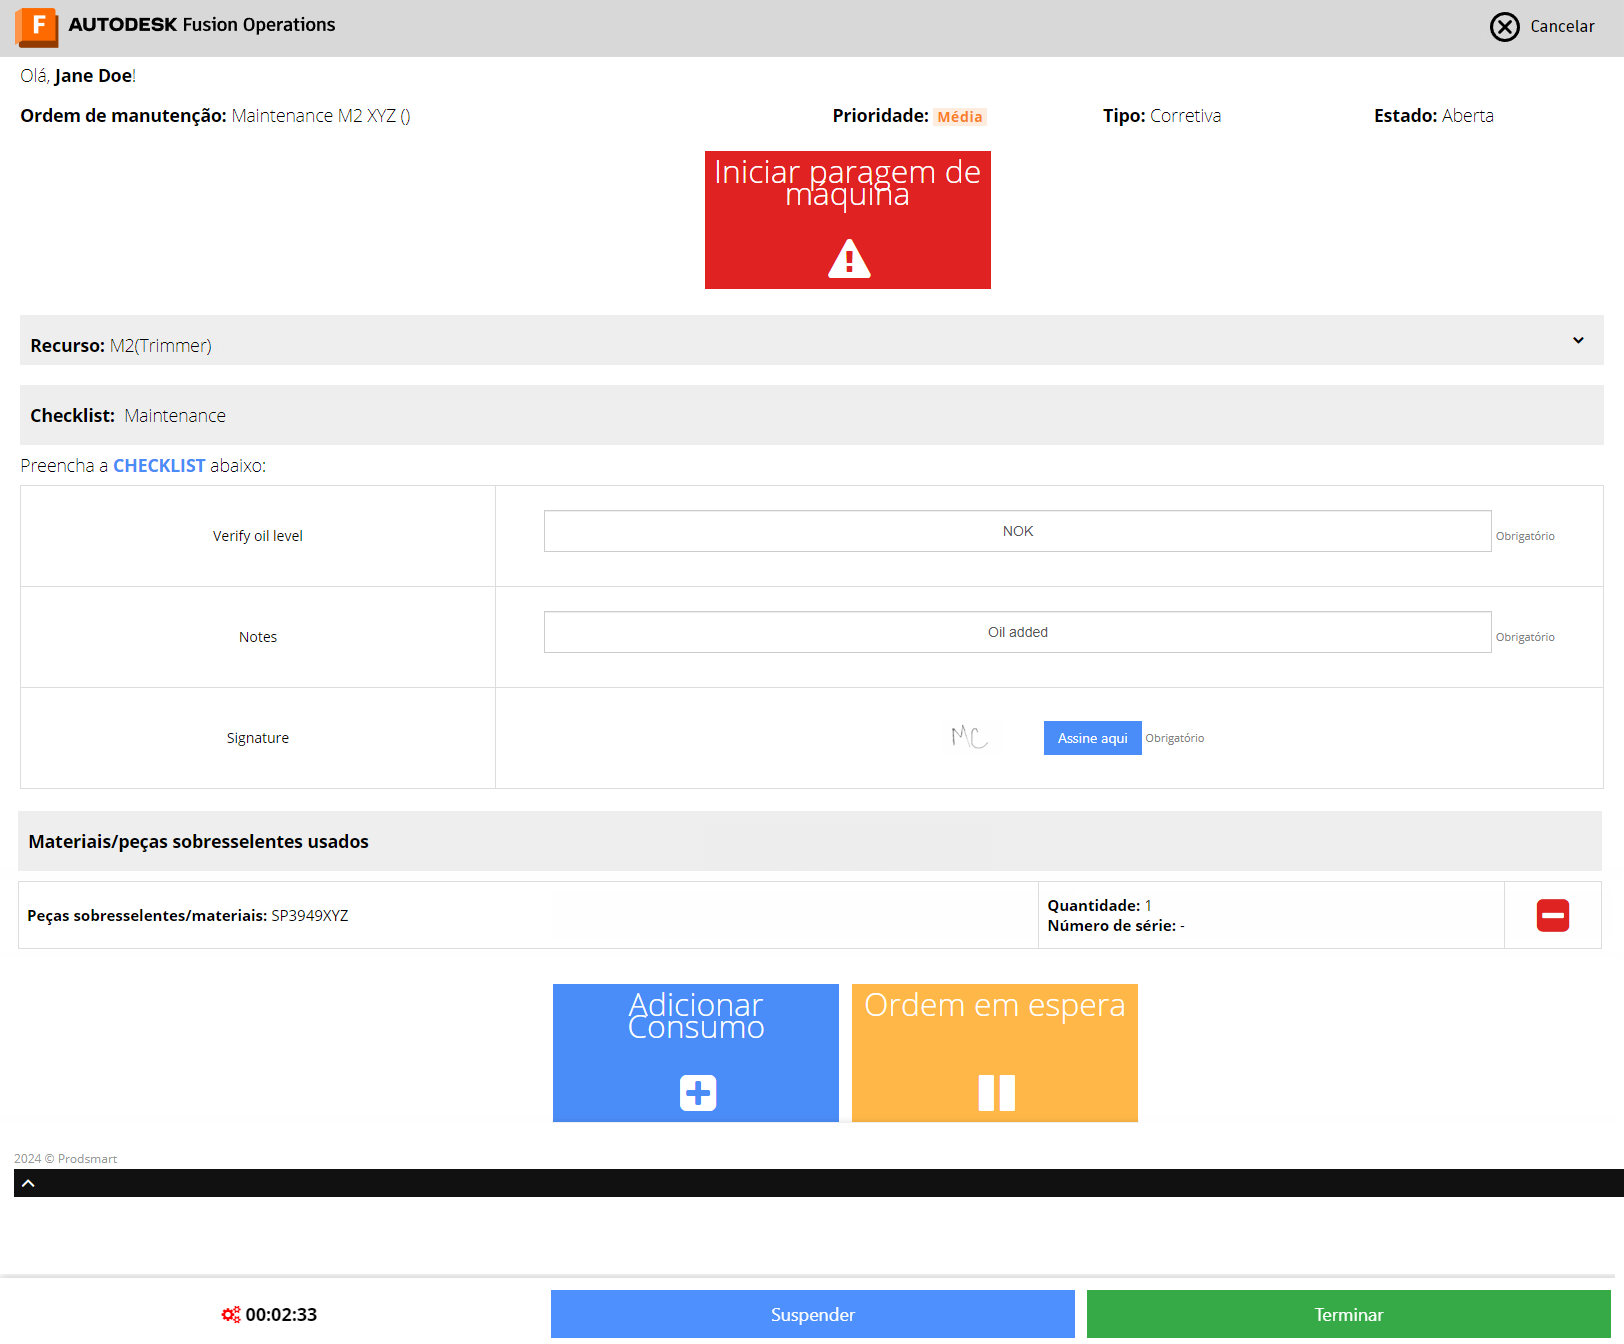 F AUTODESK Fusion Operations
Cancelar
Olá, Jane Doe!
Ordem de manutenção: Maintenance M2 XYZ ()
Prioridade: Média
Tipo: Corretiva
Estado: Aberta
Iniciar paragem de
máquina
Recurso: M2(Trimmer)
Checklist: Maintenance
Preencha a CHECKLIST abaixo:
Verify oil level
NOK
Obrigatório
Notes
Oil added
Obrigatório
Signature
MC
Assine aqui
Obrigatório
Materiais/peças sobresselentes usados
Peças sobresselentes/materiais: SP3949XYZ
Quantidade: 1
Número de série: -
Adicionar
Consumo
Ordem em espera
2024 © Prodsmart
00:02:33
Suspender
Terminar